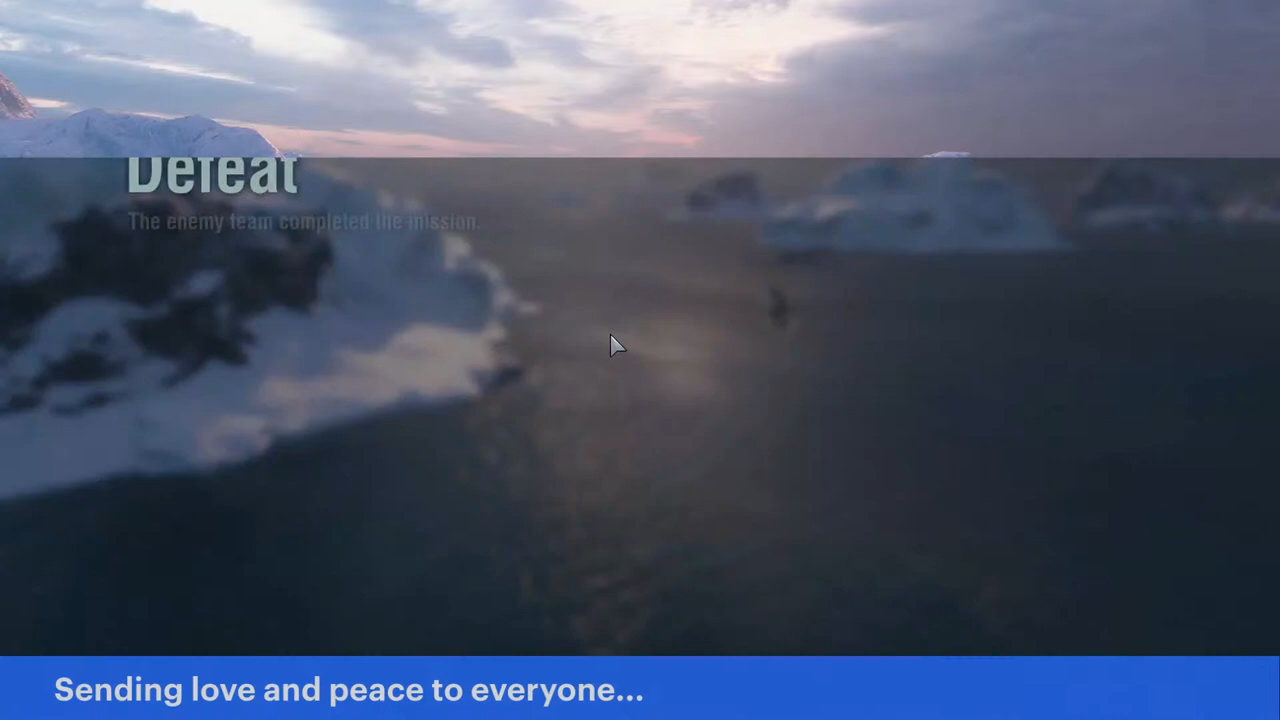 Defeat
The enemy team completed the mission.
Sending love and peace to everyone...